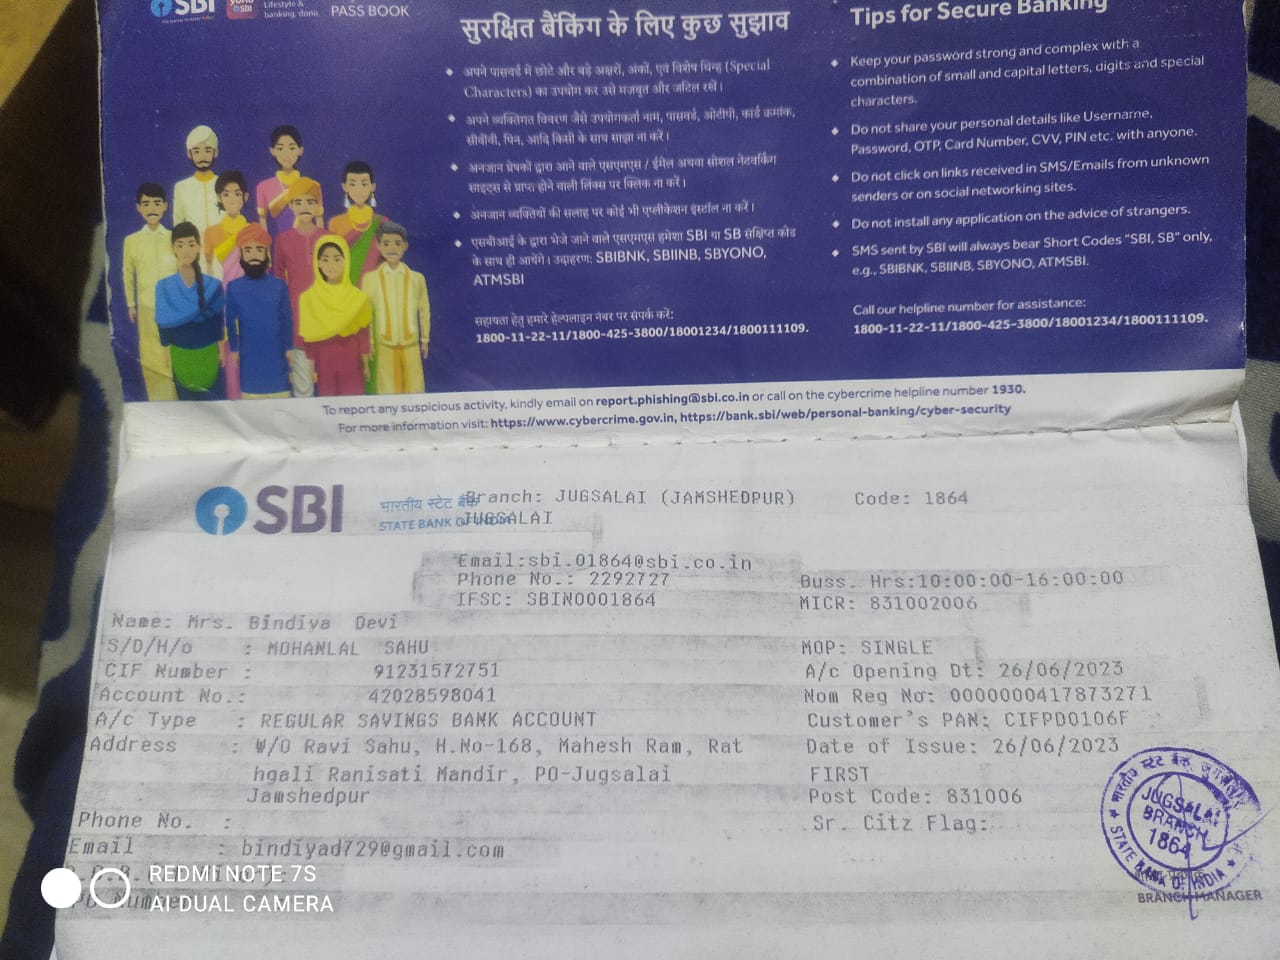 SBI
yono SBI
Lifestyle & banking, dono.
PASS BOOK
सुरक्षित बैंकिंग के लिए कुछ सुझाव
अपने पासवर्ड में छोटे और बड़े अक्षरों, अंकों, एवं विशेष चिन्ह (Special
Characters) का उपयोग कर उसे मजबूत और जटिल रखें।
अपने व्यक्तिगत विवरण जैसे उपयोगकर्ता नाम, पासवर्ड, ओटीपी, कार्ड क्रमांक,
सीवीवी, पिन, आदि किसी के साथ साझा ना करें।
अनजान प्रेषकों द्वारा आने वाले एसएमएस / ईमेल अथवा सोशल नेटवर्किंग
साइट्स से प्राप्त होने वाली लिंक्स पर क्लिक ना करें।
अनजान व्यक्तियों की सलाह पर कोई भी एप्लीकेशन इंस्टॉल ना करें।
एसबीआई के द्वारा भेजे जाने वाले एसएमएस हमेशा SBI या SB संक्षिप्त कोड
के साथ ही आयेंगे। उदाहरण: SBIBNK, SBIINB, SBYONO,
ATMSBI
सहायता हेतु हमारे हेल्पलाइन नंबर पर संपर्क करें:
1800-11-22-11/1800-425-3800/18001234/1800111109.
Tips for Secure Banking
Keep your password strong and complex with a
combination of small and capital letters, digits and special
characters.
Do not share your personal details like Username,
Password, OTP, Card Number, CVV, PIN etc. with anyone.
Do not click on links received in SMS/Emails from unknown
senders or on social networking sites.
Do not install any application on the advice of strangers.
SMS sent by SBI will always bear Short Codes "SBI, SB" only,
e.g., SBIBNK, SBIINB, SBYONO, ATMSBI.
Call our helpline number for assistance:
1800-11-22-11/1800-425-3800/18001234/1800111109.
To report any suspicious activity, kindly email on report.phishing@sbi.co.in or call on the cybercrime helpline number 1930.
For more information visit: https://www.cybercrime.gov.in, https://bank.sbi/web/personal-banking/cyber-security
SBI
भारतीय स्टेट बैंक
STATE BANK OF INDIA
Branch: JUGSALAI (JAMSHEDPUR) Code: 1864
JUGSALAI
Email:sbi.01864@sbi.co.in
Phone No.: 2292727 Buss. Hrs:10:00:00-16:00:00
IFSC: SBIN0001864 MICR: 831002006
Name: Mrs. Bindiya Devi
S/D/H/o : MOHANLAL SAHU MOP: SINGLE
CIF Number : 91231572751 A/c Opening Dt: 26/06/2023
Account No.: 42028598041 Nom Reg No: 0000000417873271
A/c Type : REGULAR SAVINGS BANK ACCOUNT Customer's PAN: CIFPD0106F
Address : W/O Ravi Sahu, H.No-168, Mahesh Ram, Rat Date of Issue: 26/06/2023
hgali Ranisati Mandir, PO-Jugsalai FIRST
Jamshedpur Post Code: 831006
Phone No. : Sr. Citz Flag:
Email : bindiyad729@gmail.com
भारतीय स्टेट बैंक
JUGSALAI
BRANCH
1864
STATE BANK OF INDIA
BRANCH MANAGER
REDMI NOTE 7S
AI DUAL CAMERA